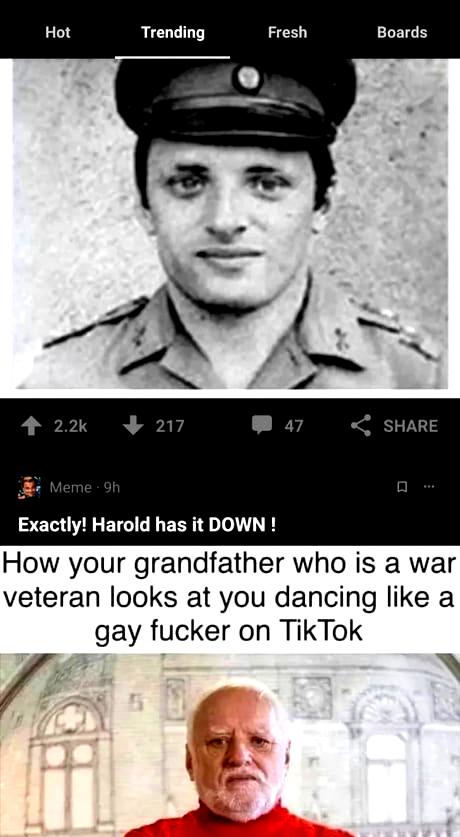 Hot Trending Fresh Boards
2.2k 217 47 SHARE
Meme · 9h
Exactly! Harold has it DOWN !
How your grandfather who is a war
veteran looks at you dancing like a
gay fucker on TikTok